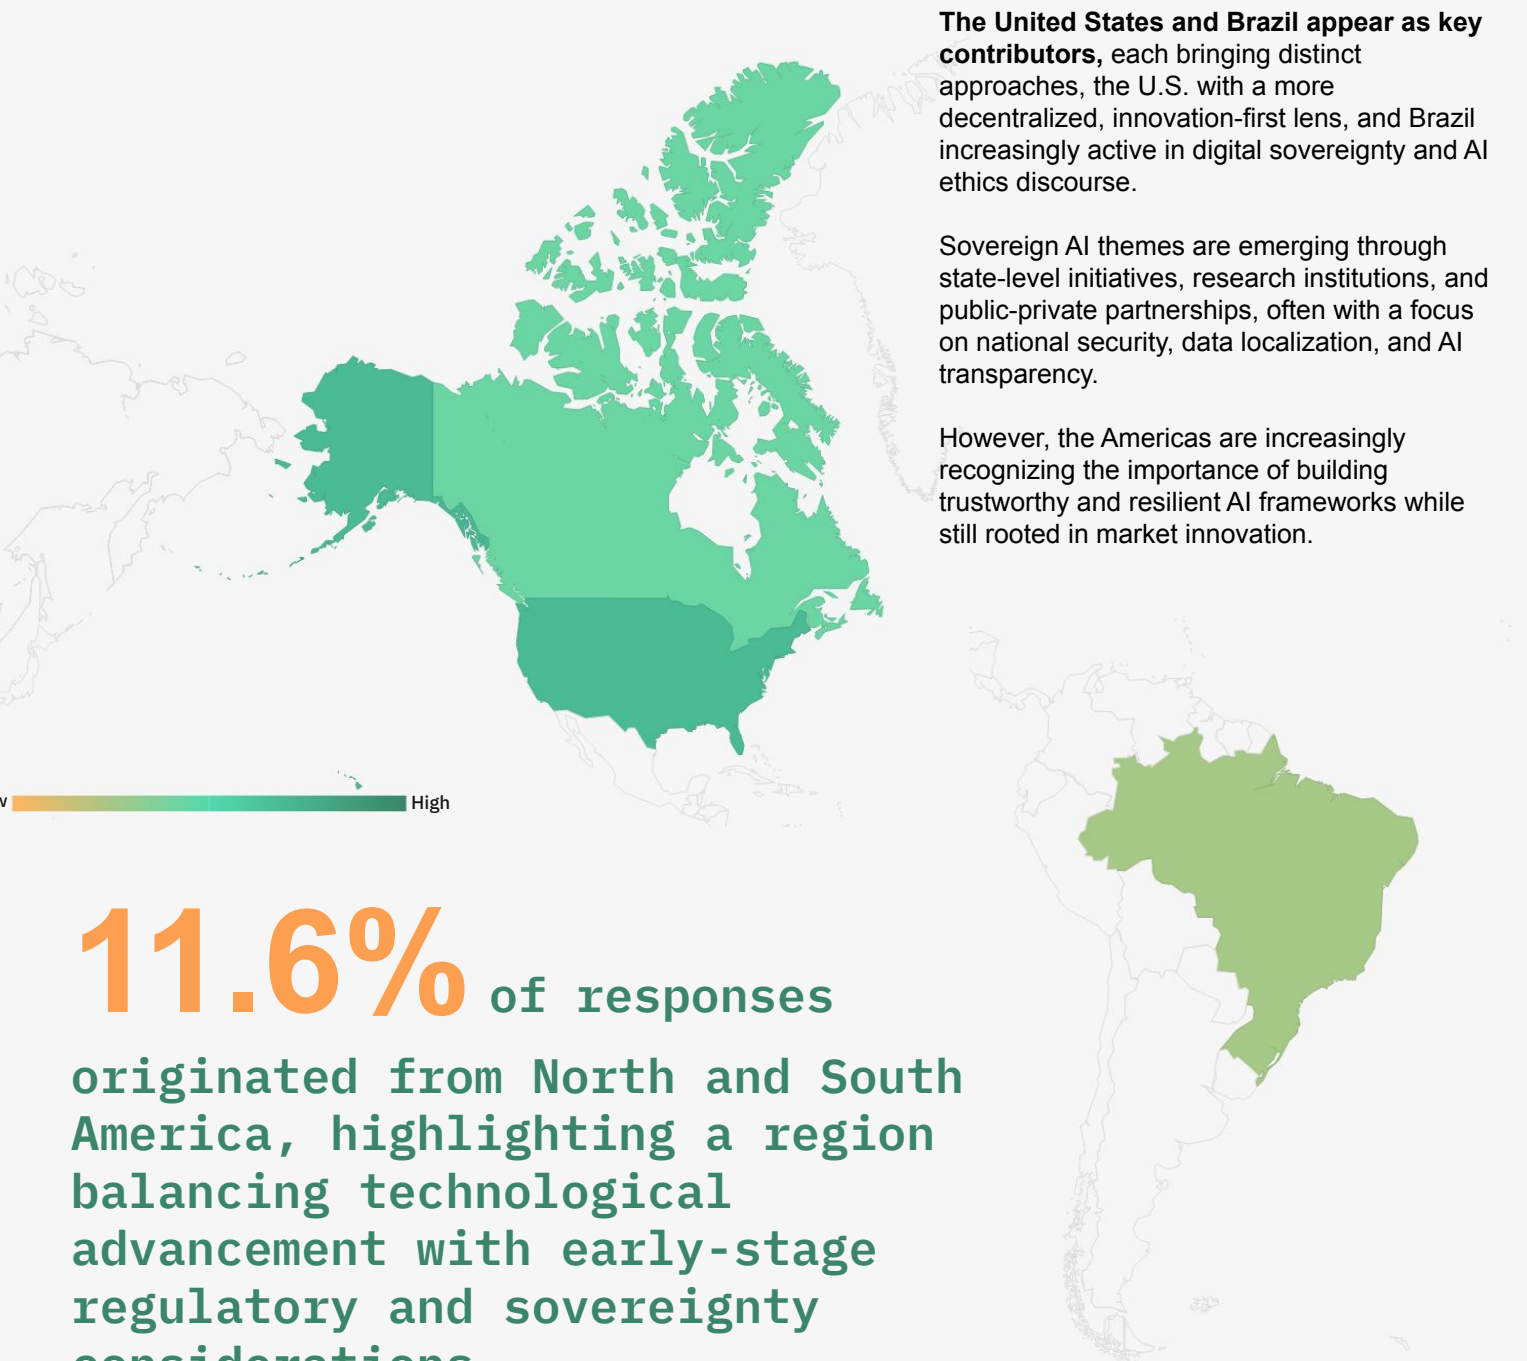 The United States and Brazil appear as key
contributors, each bringing distinct
approaches, the U.S. with a more
decentralized, innovation-first lens, and Brazil
increasingly active in digital sovereignty and AI
ethics discourse.
Sovereign AI themes are emerging through
state-level initiatives, research institutions, and
public-private partnerships, often with a focus
on national security, data localization, and AI
transparency.
However, the Americas are increasingly
recognizing the importance of building
trustworthy and resilient AI frameworks while
still rooted in market innovation.
High
11.6% of responses
originated from North and South
America, highlighting a region
balancing technological
advancement with early-stage
regulatory and sovereignty
considerations